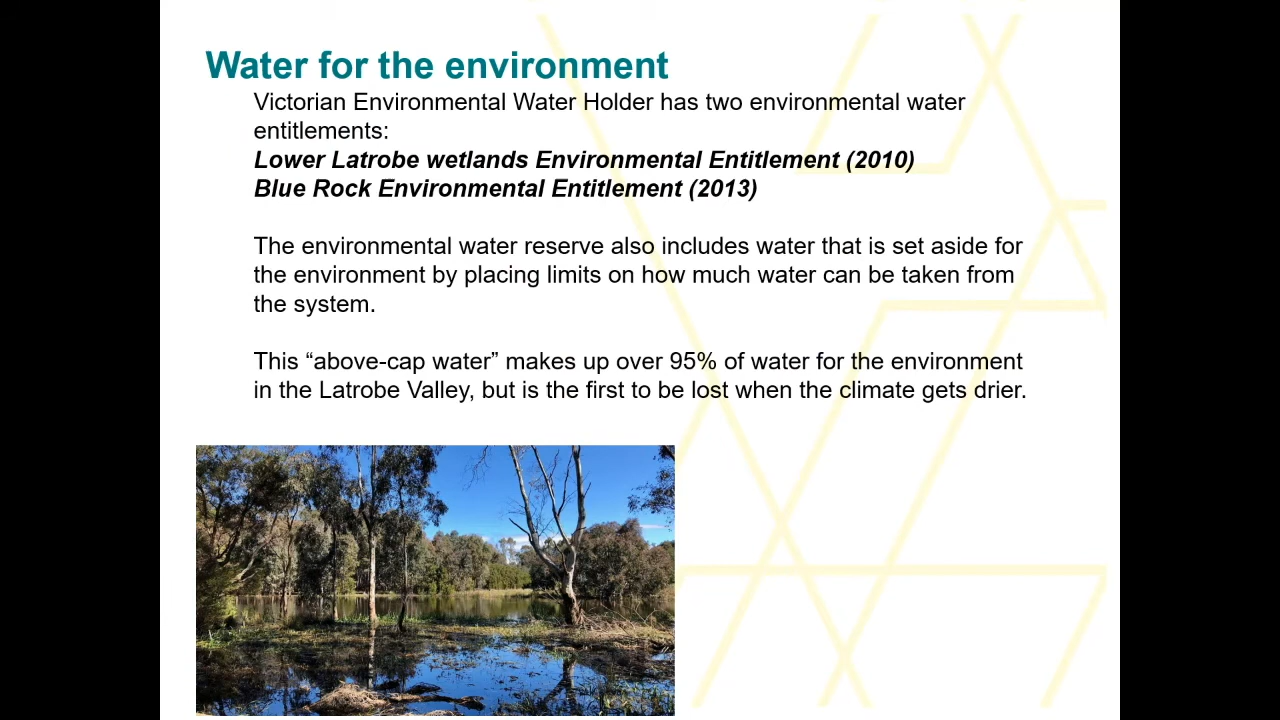 Water for the environment
Victorian Environmental Water Holder has two environmental water
entitlements:
Lower Latrobe wetlands Environmental Entitlement (2010)
Blue Rock Environmental Entitlement (2013)
The environmental water reserve also includes water that is set aside for
the environment by placing limits on how much water can be taken from
the system.
This “above-cap water” makes up over 95% of water for the environment
in the Latrobe Valley, but is the first to be lost when the climate gets drier.